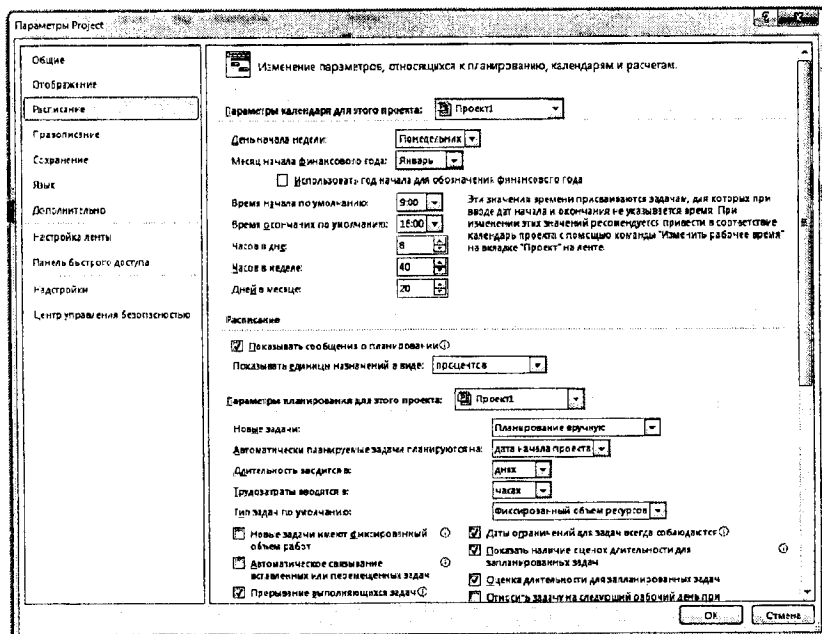 Параметры Project
Общие
Отображение
Расписание
Правописание
Сохранение
Язык
Дополнительно
Настройка ленты
Панель быстрого доступа
Надстройки
Центр управления безопасностью
Изменение параметров, относящихся к планированию, календарям и расчетам.
Параметры календаря для этого проекта: Проект1
День начала недели: Понедельник
Месяц начала финансового года: Январь
Использовать год начала для обозначения финансового года
Время начала по умолчанию: 9:00
Время окончания по умолчанию: 18:00
Часов в дне: 8
Часов в неделе: 40
Дней в месяце: 20
Эти значения времени присваиваются задачам, для которых при
вводе дат начала и окончания не указывается время. При
изменении этих значений рекомендуется привести в соответствие
календарь проекта с помощью команды "Изменить рабочее время"
на вкладке "Проект" на ленте.
Расписание
Показывать сообщения о планировании
Показывать единицы назначений в виде: процентов
Параметры планирования для этого проекта: Проект1
Новые задачи: Планирование вручную
Автоматически планируемые задачи планируются на: дата начала проекта
Длительность вводится в: днях
Трудозатраты вводятся в: часах
Тип задач по умолчанию: Фиксированный объем ресурсов
Новые задачи имеют фиксированный
объем работ
Автоматическое связывание
вставленных или перемещенных задач
Прерывание выполняющихся задач
Даты ограничений для задач всегда соблюдаются
Показать наличие оценок длительности для
запланированных задач
Оценка длительности для запланированных задач
Относить задачу на следующий рабочий день при
ОК
Отмена